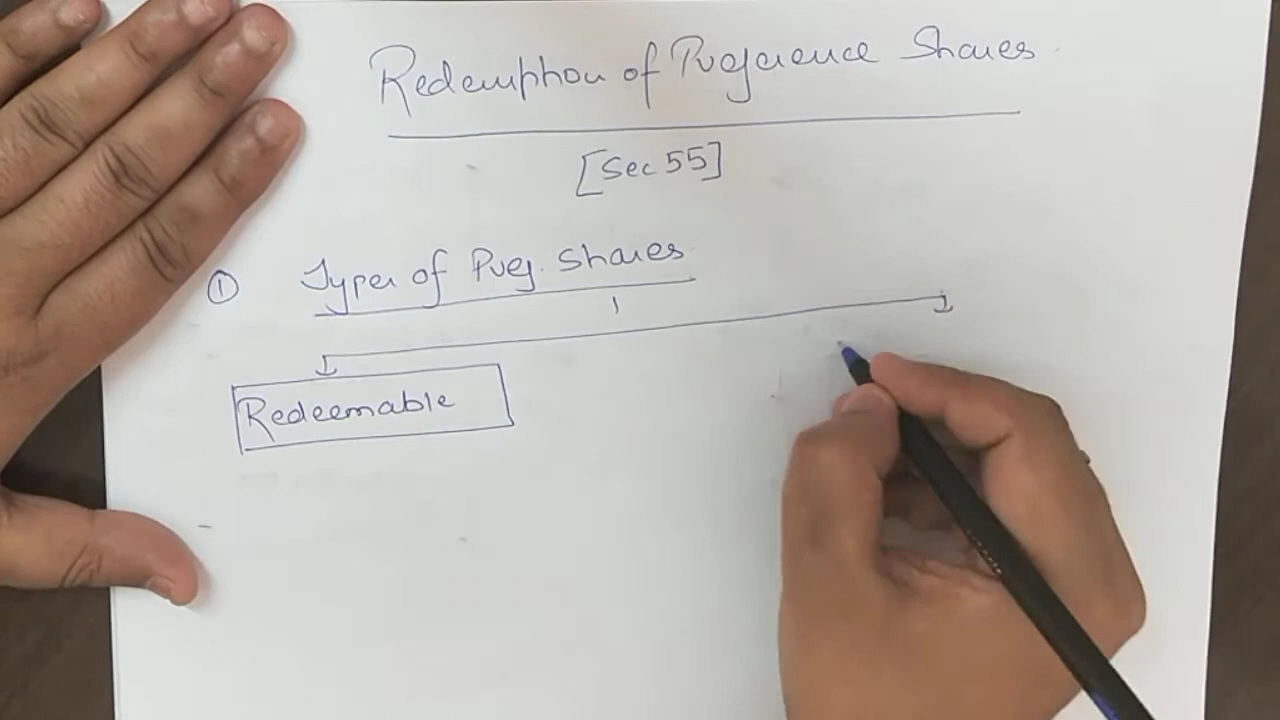 Redemption of Preference Shares
[Sec 55]
① Types of Pref. Shares
Redeemable